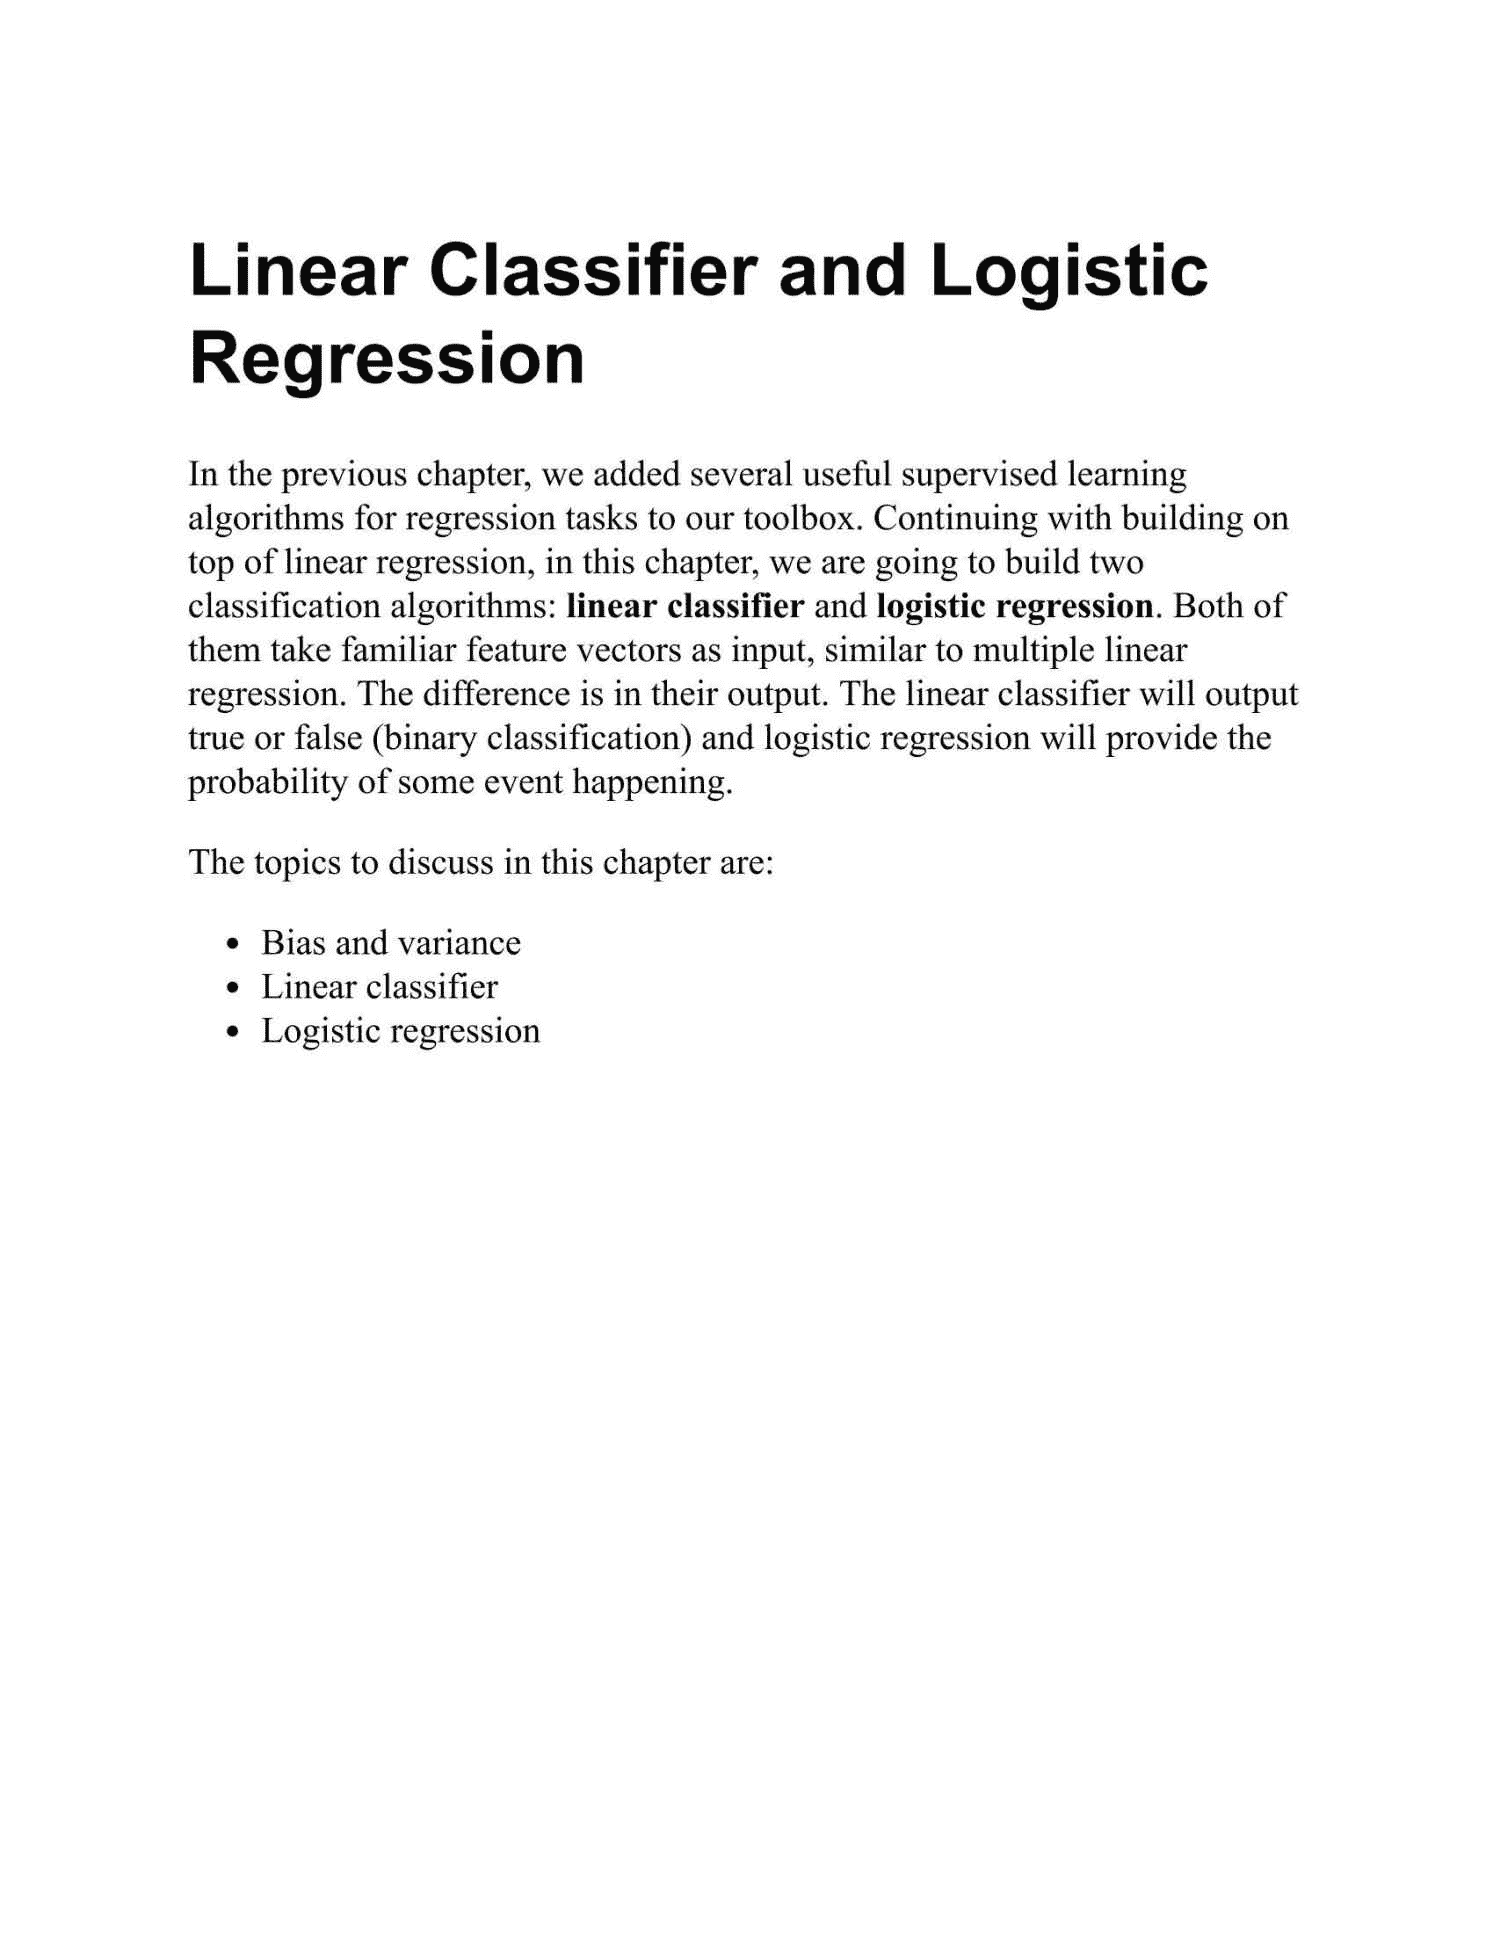 Linear Classifier and Logistic
Regression
In the previous chapter, we added several useful supervised learning
algorithms for regression tasks to our toolbox. Continuing with building on
top of linear regression, in this chapter, we are going to build two
classification algorithms: linear classifier and logistic regression. Both of
them take familiar feature vectors as input, similar to multiple linear
regression. The difference is in their output. The linear classifier will output
true or false (binary classification) and logistic regression will provide the
probability of some event happening.
The topics to discuss in this chapter are:
• Bias and variance
• Linear classifier
• Logistic regression